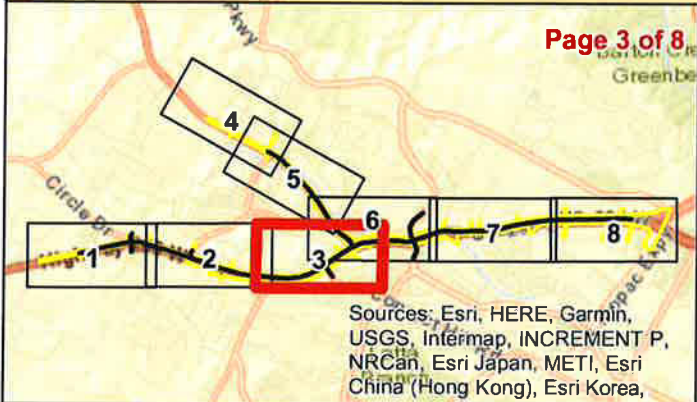 Pkwy
Page 3 of 8
Greenbe
4
5
Circle Dr
6
7
8
1
2
3
Sources: Esri, HERE, Garmin,
USGS, Intermap, INCREMENT P,
NRCan, Esri Japan, METI, Esri
China (Hong Kong), Esri Korea,